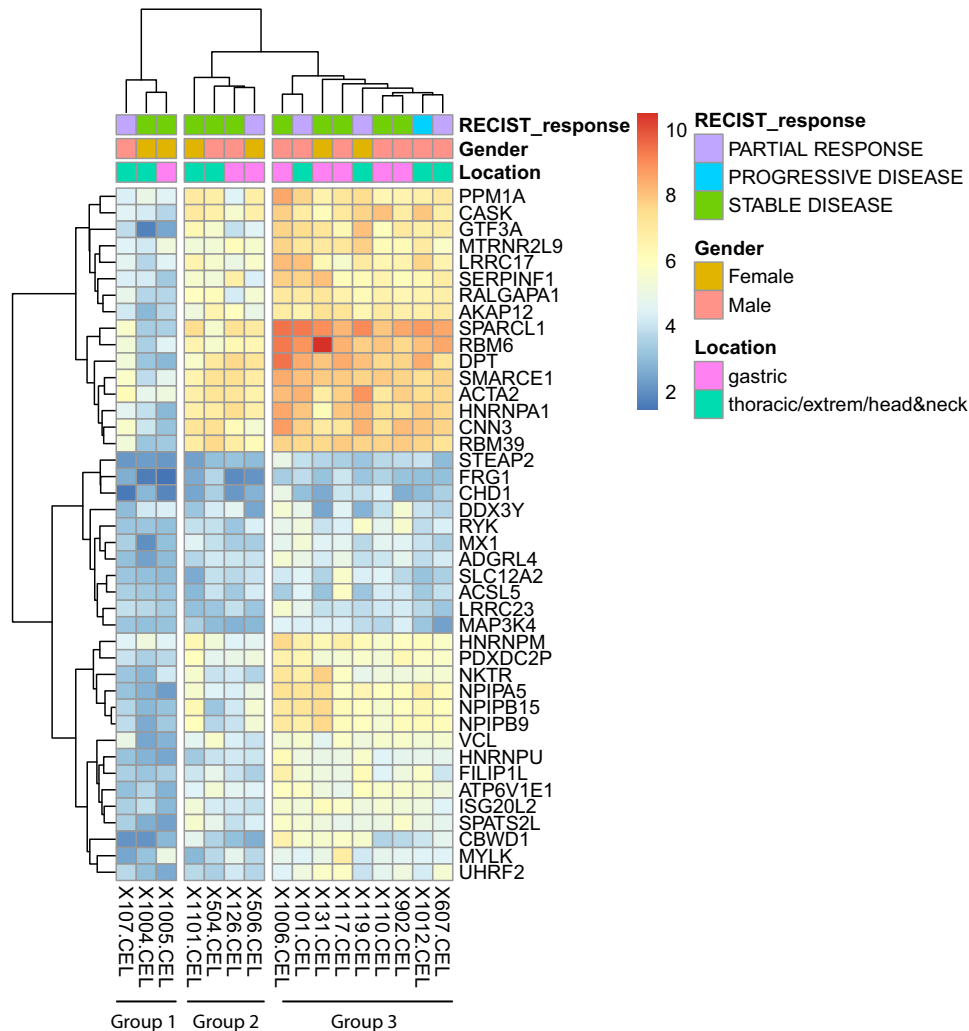 RECIST_response
Gender
Location
PPM1A
CASK
GTF3A
MTRNR2L9
LRRC17
SERPINF1
RALGAPA1
AKAP12
SPARCL1
RBM6
DPT
SMARCE1
ACTA2
HNRNPA1
CNN3
RBM39
STEAP2
FRG1
CHD1
DDX3Y
RYK
MX1
ADGRL4
SLC12A2
ACSL5
LRRC23
MAP3K4
HNRNPM
PDXDC2P
NKTR
NPIPA5
NPIPB15
NPIPB9
VCL
HNRNPU
FILIP1L
ATP6V1E1
ISG20L2
SPATS2L
CBWD1
MYLK
UHRF2
X107.CEL
X1004.CEL
X1005.CEL
X1101.CEL
X504.CEL
X126.CEL
X506.CEL
X1006.CEL
X101.CEL
X131.CEL
X117.CEL
X119.CEL
X110.CEL
X902.CEL
X1012.CEL
X607.CEL
Group 1
Group 2
Group 3
10
8
6
4
2
RECIST_response
PARTIAL RESPONSE
PROGRESSIVE DISEASE
STABLE DISEASE
Gender
Female
Male
Location
gastric
thoracic/extrem/head&neck